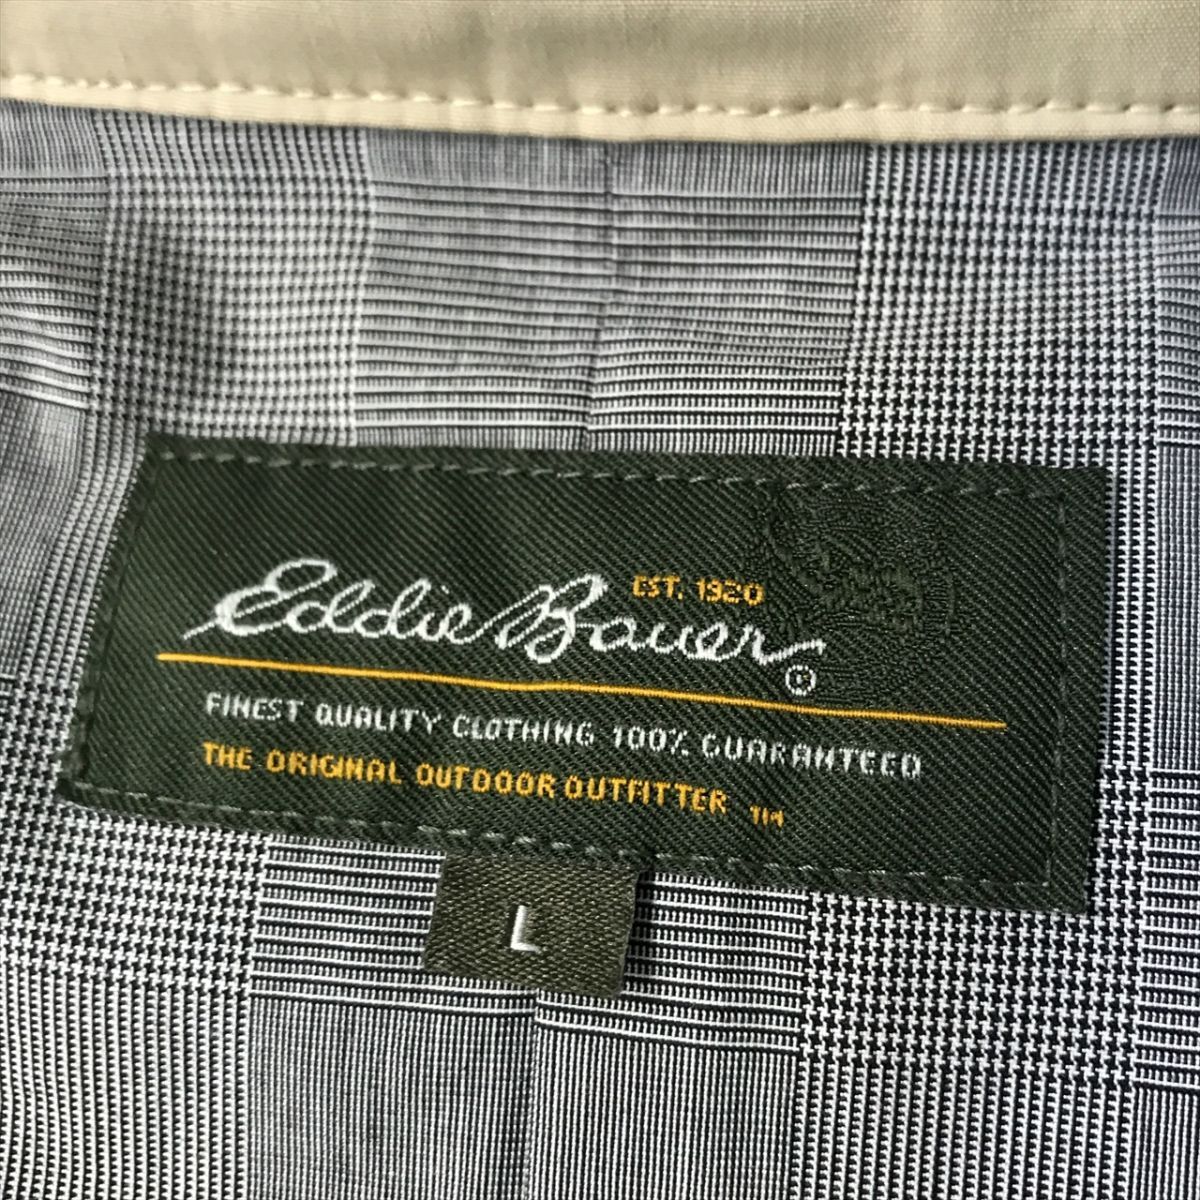 EST. 1920
Eddie Bauer®
FINEST QUALITY CLOTHING 100% GUARANTEED
THE ORIGINAL OUTDOOR OUTFITTER TM
L